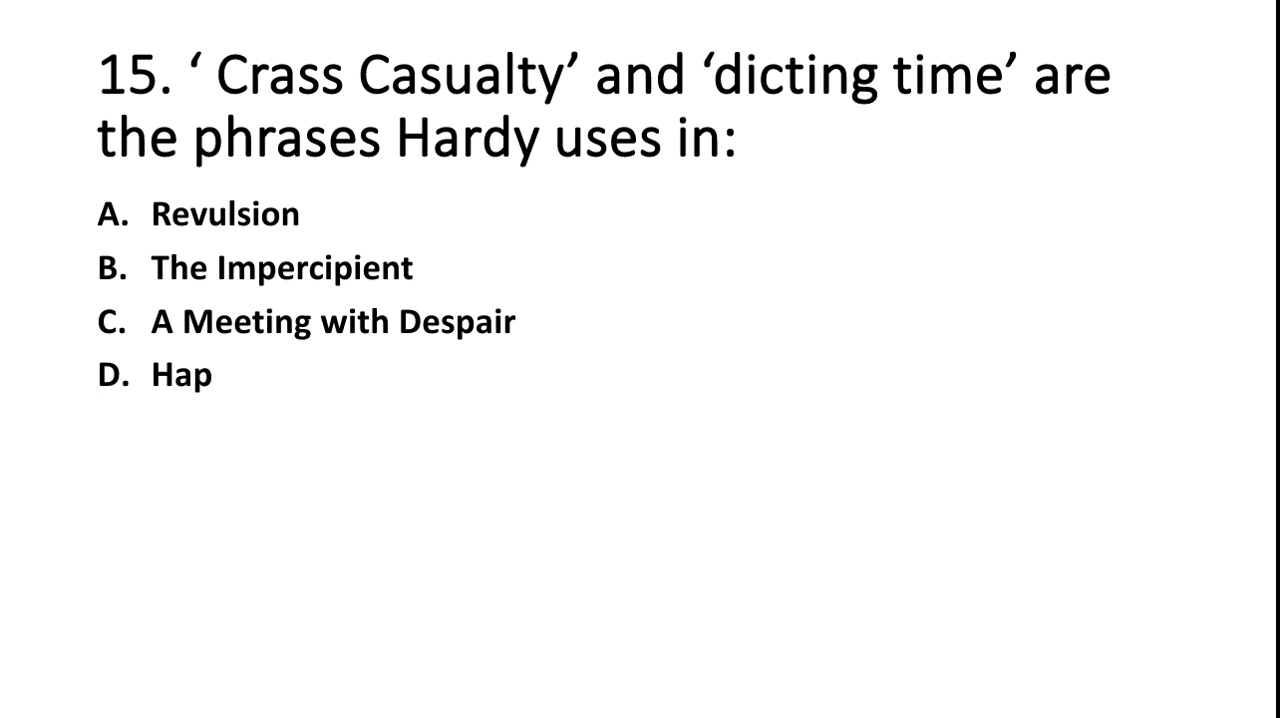 15. ‘ Crass Casualty’ and ‘dicting time’ are
the phrases Hardy uses in:
A. Revulsion
B. The Impercipient
C. A Meeting with Despair
D. Hap